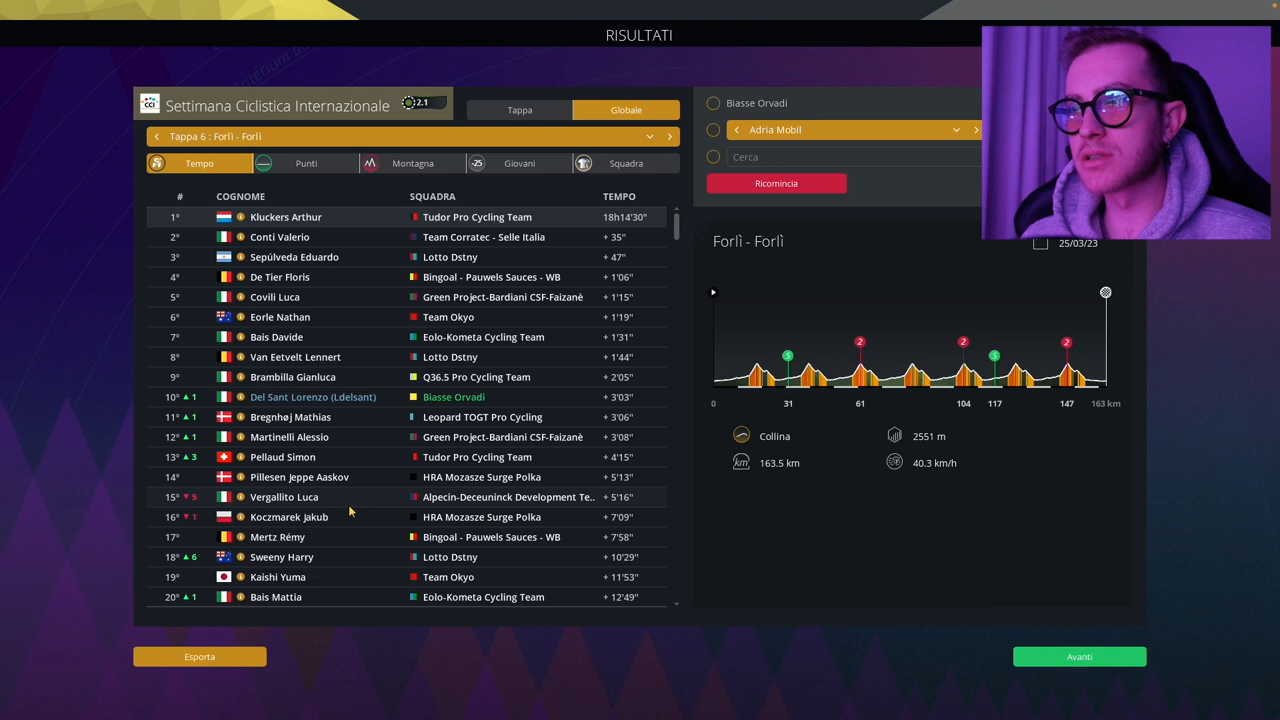 RISULTATI
CCI
Settimana Ciclistica Internazionale
2.1
Tappa
Globale
Tappa 6 : Forlì - Forlì
Tempo
Punti
Montagna
-25
Giovani
Squadra
# COGNOME SQUADRA TEMPO
1° Kluckers Arthur Tudor Pro Cycling Team 18h14'30"
2° Conti Valerio Team Corratec - Selle Italia + 35"
3° Sepúlveda Eduardo Lotto Dstny + 47"
4° De Tier Floris Bingoal - Pauwels Sauces - WB + 1'06"
5° Covili Luca Green Project-Bardiani CSF-Faizanè + 1'15"
6° Eorle Nathan Team Okyo + 1'19"
7° Bais Davide Eolo-Kometa Cycling Team + 1'31"
8° Van Eetvelt Lennert Lotto Dstny + 1'44"
9° Brambilla Gianluca Q36.5 Pro Cycling Team + 2'05"
10° ▲ 1 Del Sant Lorenzo (Ldelsant) Biasse Orvadi + 3'03"
11° ▲ 1 Bregnhøj Mathias Leopard TOGT Pro Cycling + 3'06"
12° ▲ 1 Martinelli Alessio Green Project-Bardiani CSF-Faizanè + 3'08"
13° ▲ 3 Pellaud Simon Tudor Pro Cycling Team + 4'15"
14° Pillesen Jeppe Aaskov HRA Mozasze Surge Polka + 5'13"
15° ▼ 5 Vergallito Luca Alpecin-Deceuninck Development Te.. + 5'16"
16° ▼ 1 Koczmarek Jakub HRA Mozasze Surge Polka + 7'09"
17° Mertz Rémy Bingoal - Pauwels Sauces - WB + 7'58"
18° ▲ 6 Sweeny Harry Lotto Dstny + 10'29"
19° Kaishi Yuma Team Okyo + 11'53"
20° ▲ 1 Bais Mattia Eolo-Kometa Cycling Team + 12'49"
Esporta
Biasse Orvadi
Adria Mobil
Cerca
Ricomincia
Forlì - Forlì
25/03/23
2 2 2
S S
0 31 61 104 117 147 163 km
Collina 2551 m
km 163.5 km 40.3 km/h
Avanti